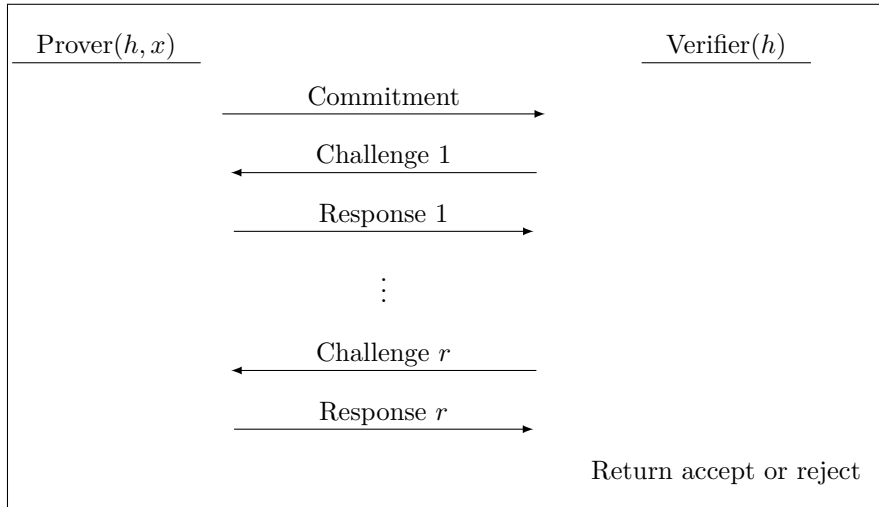 Prover(h, x)
Verifier(h)
Commitment
Challenge 1
Response 1
⋮
Challenge r
Response r
Return accept or reject